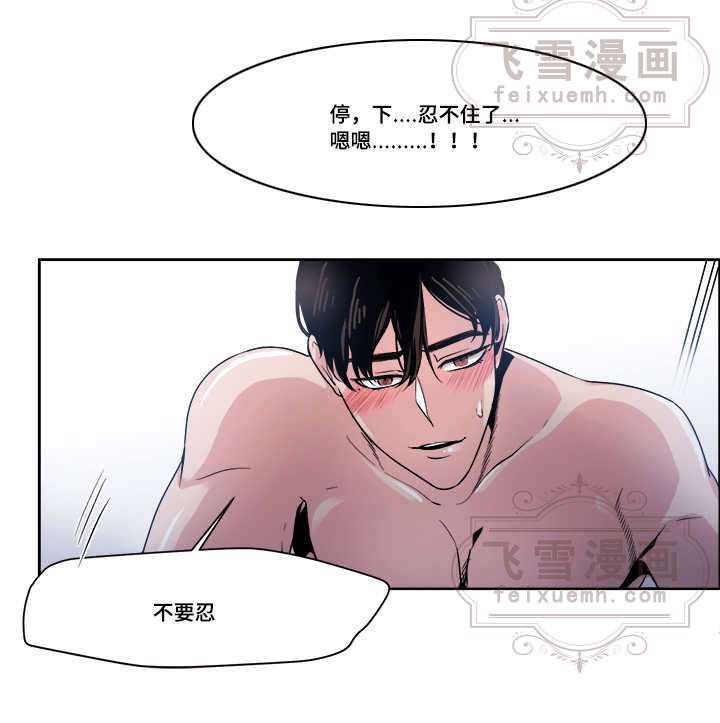 飞雪漫画
feixuemh.com
停，下....忍不住了...
嗯嗯.........！！！
飞雪漫画
feixuemh.com
不要忍